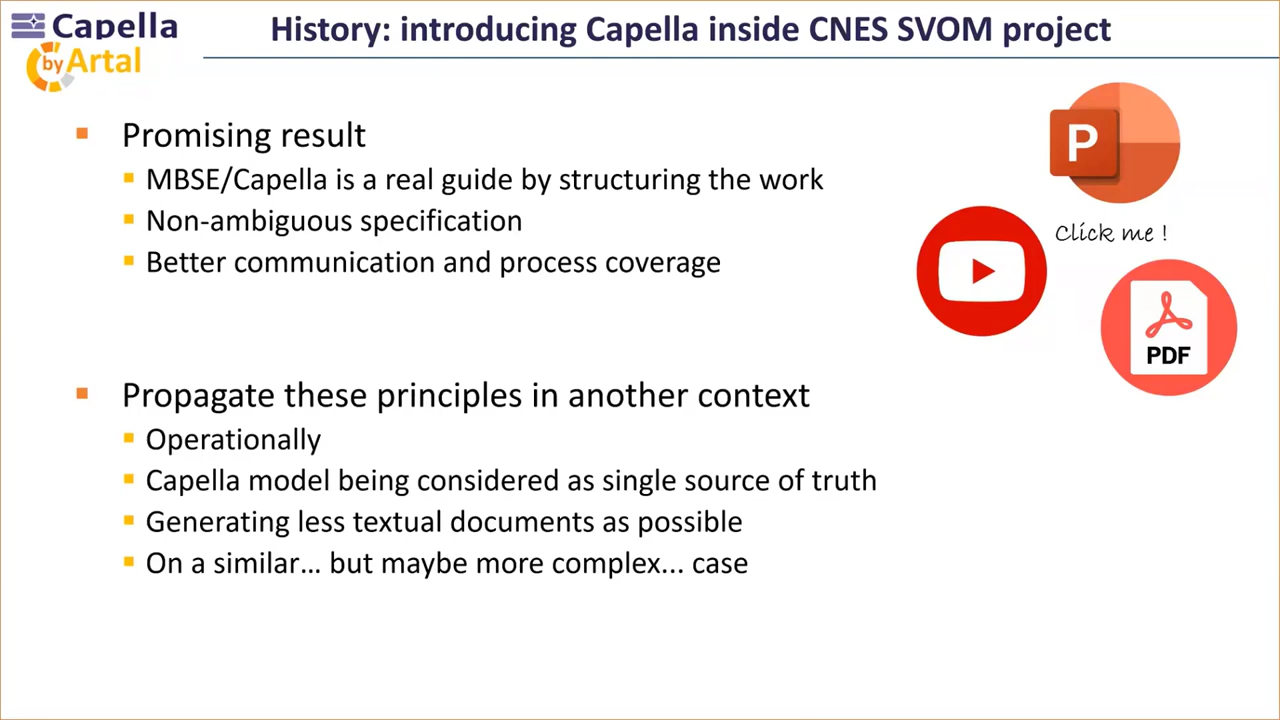 Capella
by Artal
History: introducing Capella inside CNES SVOM project
Promising result
MBSE/Capella is a real guide by structuring the work
Non-ambiguous specification
Better communication and process coverage
P
Click me !
PDF
Propagate these principles in another context
Operationally
Capella model being considered as single source of truth
Generating less textual documents as possible
On a similar… but maybe more complex... case